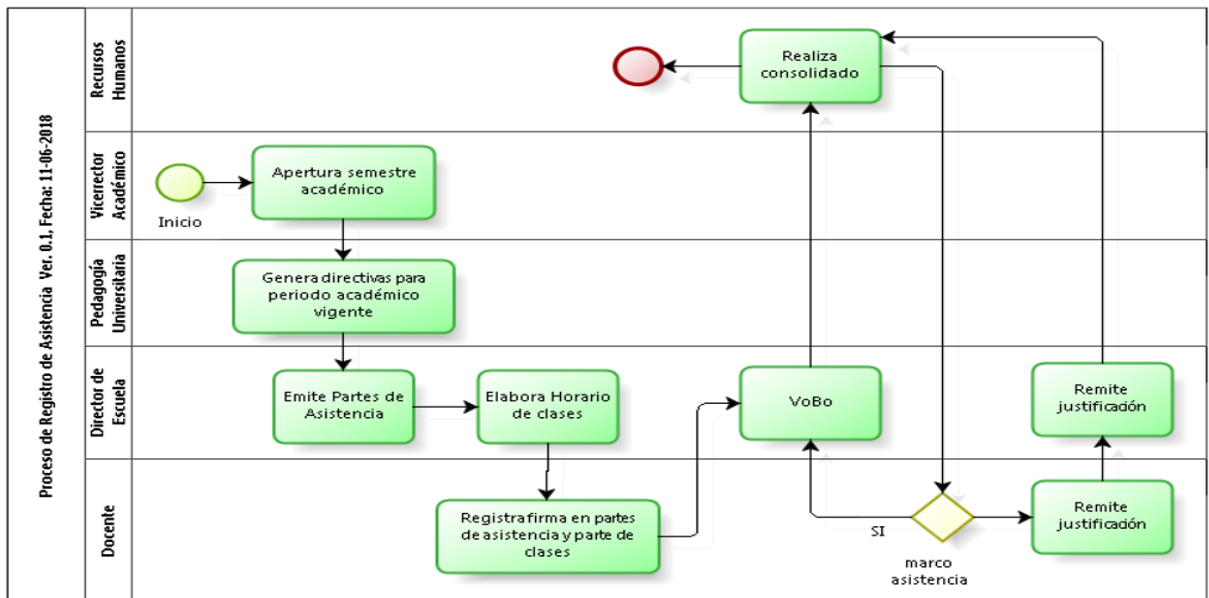 Proceso de Registro de Asistencia Ver. 0.1, Fecha: 11-06-2018
Recursos
Humanos
Realiza
consolidado
Vicerrector
Académico
Inicio
Apertura semestre
académico
Pedagogía
Universitaria
Genera directivas para
periodo académico
vigente
Director de
Escuela
Emite Partes de
Asistencia
Elabora Horario
de clases
VoBo
Remite
justificación
Docente
Registra firma en partes
de asistencia y parte de
clases
SI
marco
asistencia
Remite
justificación